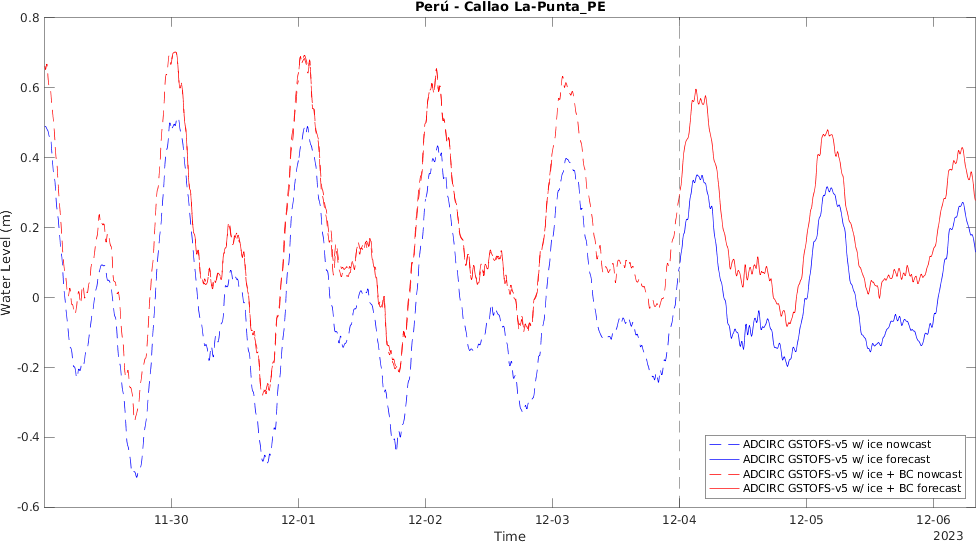 Perú - Callao La-Punta_PE
0.8
0.6
0.4
0.2
0
-0.2
-0.4
-0.6
Water Level (m)
11-30
12-01
12-02
12-03
12-04
12-05
12-06
Time
2023
ADCIRC GSTOFS-v5 w/ ice nowcast
ADCIRC GSTOFS-v5 w/ ice forecast
ADCIRC GSTOFS-v5 w/ ice + BC nowcast
ADCIRC GSTOFS-v5 w/ ice + BC forecast